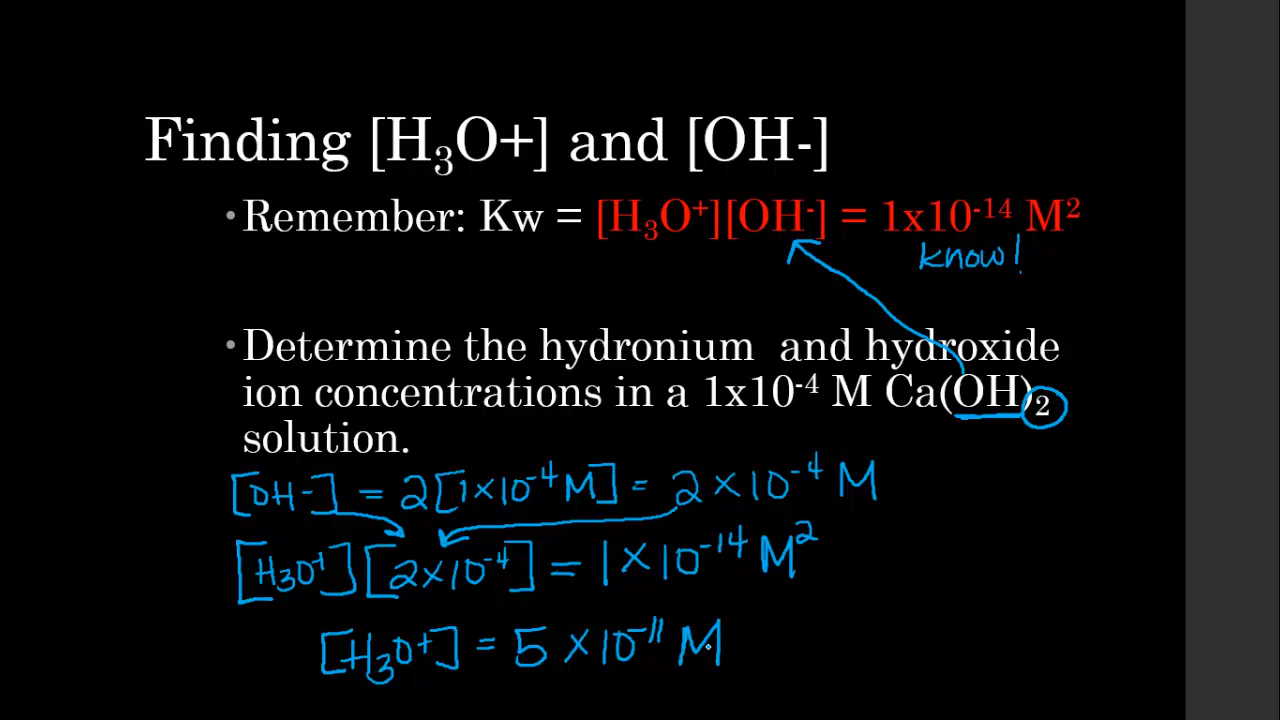 Finding [H₃O+] and [OH-]
• Remember: Kw = [H₃O⁺][OH⁻] = 1x10⁻¹⁴ M²
know!
• Determine the hydronium and hydroxide
ion concentrations in a 1x10⁻⁴ M Ca(OH)₂
solution.
[OH-] = 2[1×10⁻⁴M] = 2×10⁻⁴ M
[H₃O+][2×10⁻⁴] = 1×10⁻¹⁴ M²
[H₃O+] = 5×10⁻¹¹ M